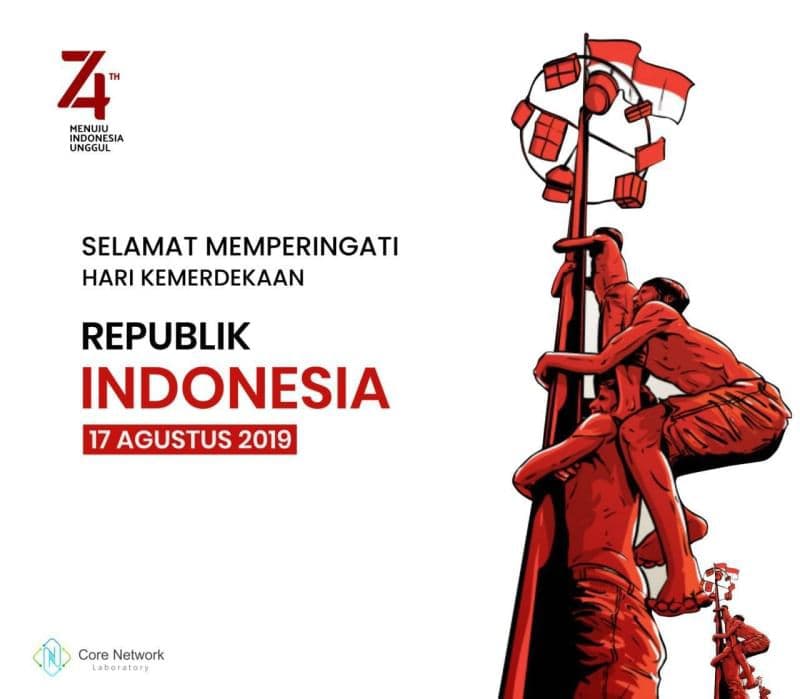 74TH
MENUJU
INDONESIA
UNGGUL
SELAMAT MEMPERINGATI
HARI KEMERDEKAAN
REPUBLIK
INDONESIA
17 AGUSTUS 2019
Core Network
Laboratory